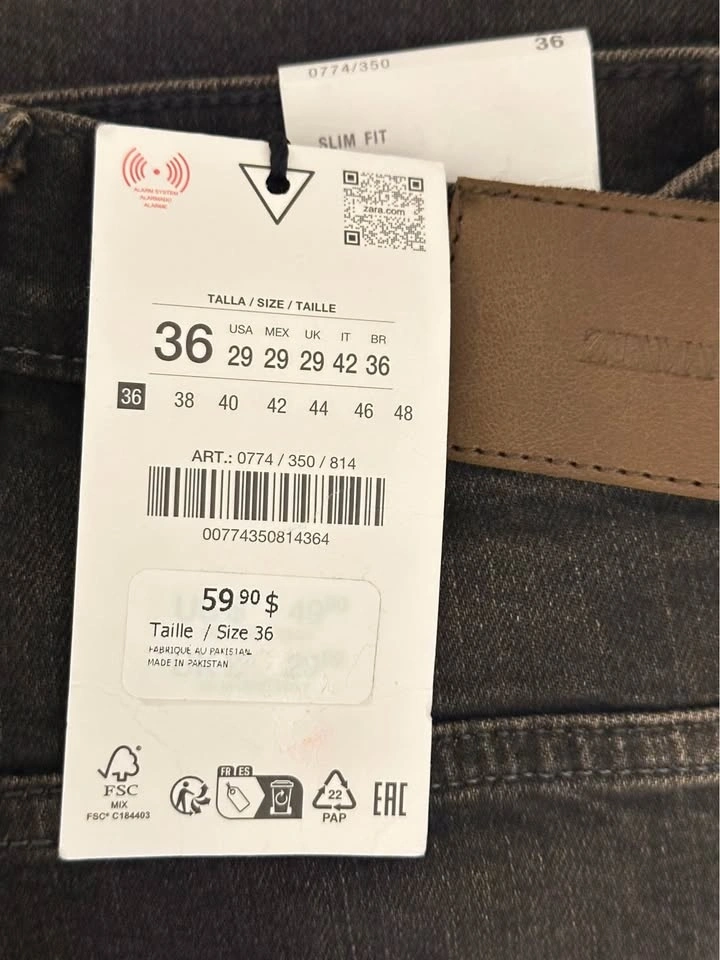 36
0774/350
SLIM FIT
ALARM SYSTEM
ALARMADO
ALARME
zara.com
TALLA / SIZE / TAILLE
36 USA MEX UK IT BR
29 29 29 42 36
36 38 40 42 44 46 48
ART.: 0774 / 350 / 814
00774350814364
59 90 $
Taille / Size 36
FABRIQUE AU PAKISTAN
MADE IN PAKISTAN
FSC
MIX
FSC® C184403
FR ES
22
PAP
EAC